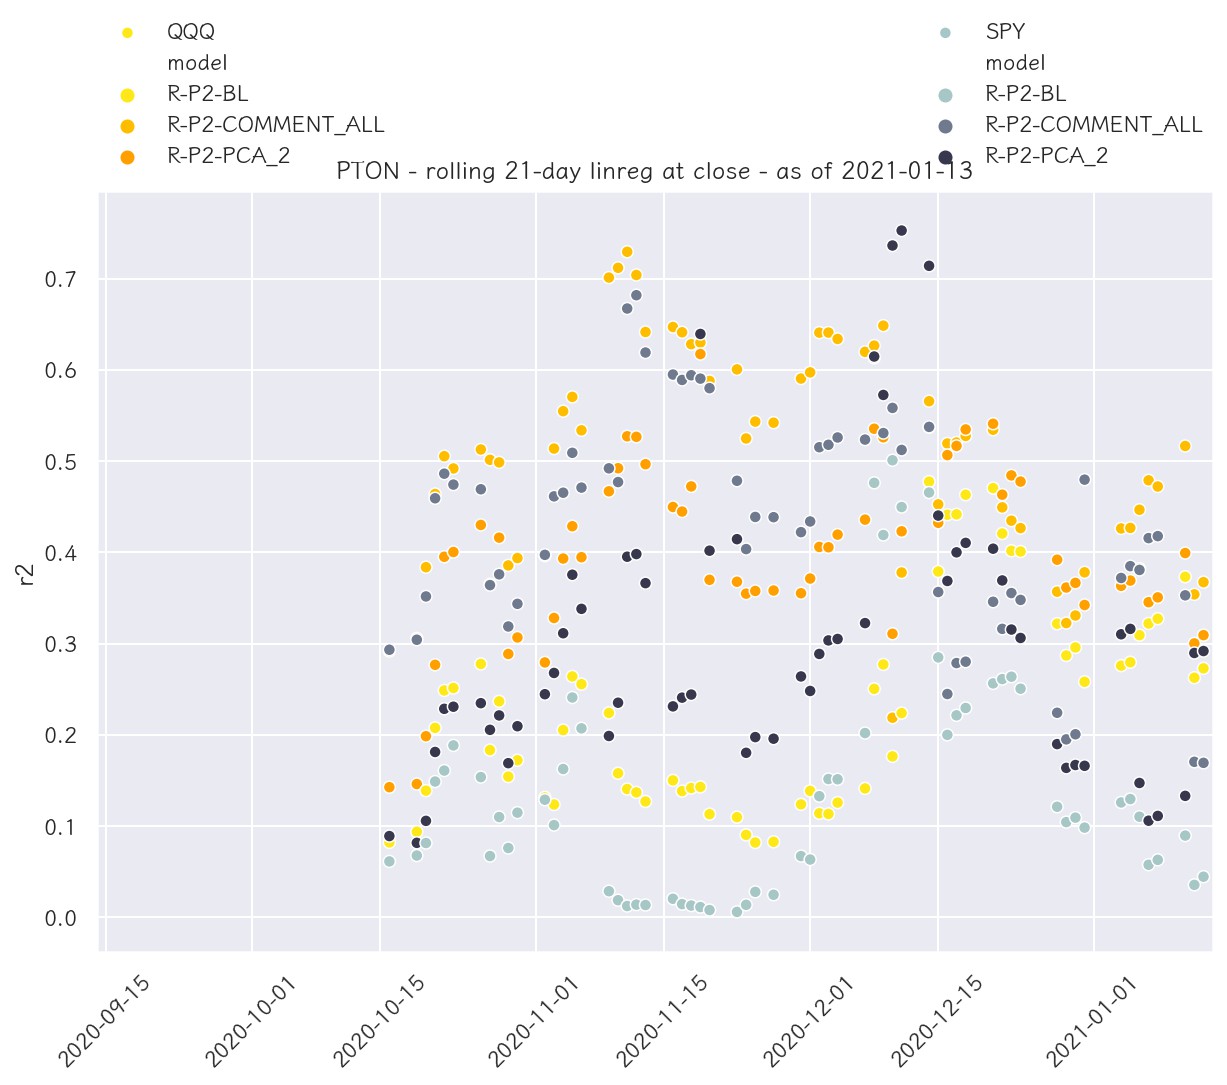 QQQ
model
R-P2-BL
R-P2-COMMENT_ALL
R-P2-PCA_2
SPY
model
R-P2-BL
R-P2-COMMENT_ALL
R-P2-PCA_2
PTON - rolling 21-day linreg at close - as of 2021-01-13
r2
0.7
0.6
0.5
0.4
0.3
0.2
0.1
0.0
2020-09-15
2020-10-01
2020-10-15
2020-11-01
2020-11-15
2020-12-01
2020-12-15
2021-01-01